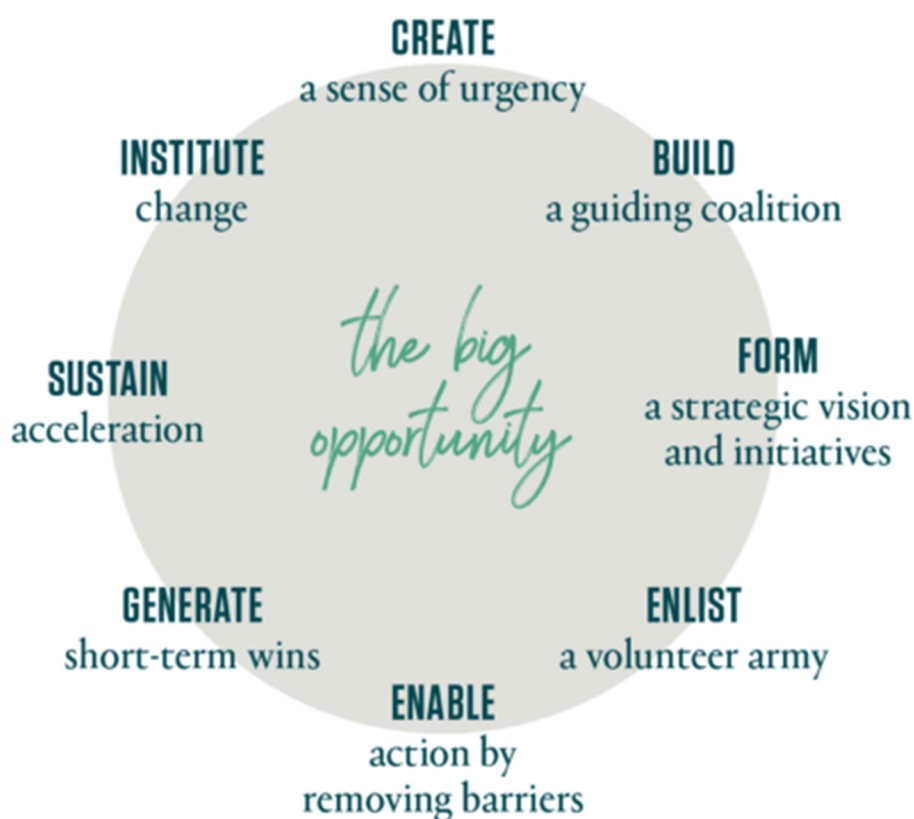 CREATE
a sense of urgency
BUILD
a guiding coalition
FORM
a strategic vision
and initiatives
ENLIST
a volunteer army
ENABLE
action by
removing barriers
GENERATE
short-term wins
SUSTAIN
acceleration
INSTITUTE
change
the big
opportunity